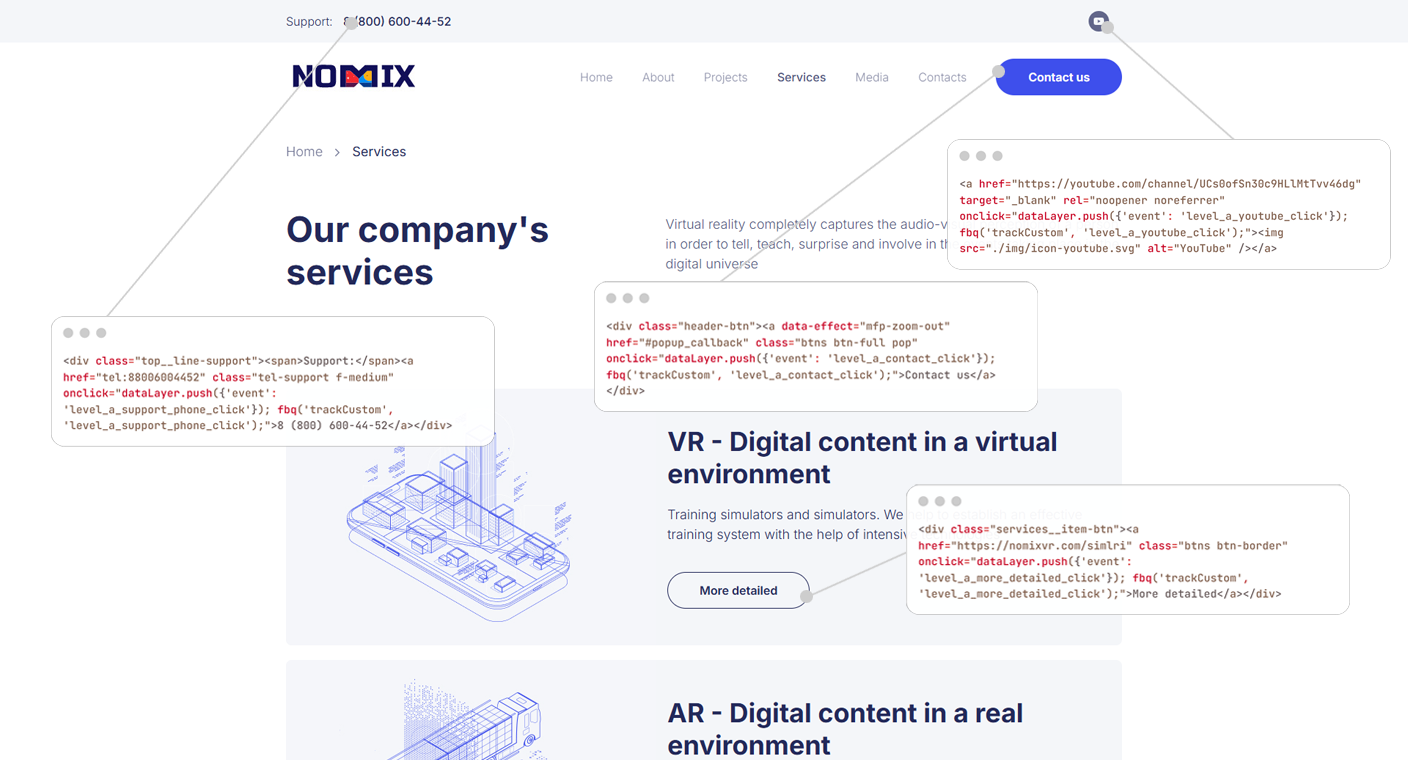 Support: 8 (800) 600-44-52
NOMIX
Home About Projects Services Media Contacts Contact us
Home > Services
<a href="https://youtube.com/channel/UCs0ofSn30c9HLlMtTvv46dg"
target="_blank" rel="noopener noreferrer"
onclick="dataLayer.push({'event': 'level_a_youtube_click'});
fbq('trackCustom', 'level_a_youtube_click');"><img
src="./img/icon-youtube.svg" alt="YouTube" /></a>
Our company's
services
Virtual reality completely captures the audio-v
in order to tell, teach, surprise and involve in th
digital universe
<div class="header-btn"><a data-effect="mfp-zoom-out"
href="#popup_callback" class="btns btn-full pop"
onclick="dataLayer.push({'event': 'level_a_contact_click'});
fbq('trackCustom', 'level_a_contact_click');">Contact us</a>
</div>
<div class="top__line-support"><span>Support:</span><a
href="tel:88006004452" class="tel-support f-medium"
onclick="dataLayer.push({'event':
'level_a_support_phone_click'}); fbq('trackCustom',
'level_a_support_phone_click');">8 (800) 600-44-52</a></div>
VR - Digital content in a virtual
environment
Training simulators and simulators. We help to establish an effective
training system with the help of intensiv
More detailed
<div class="services__item-btn"><a
href="https://nomixvr.com/simlri" class="btns btn-border"
onclick="dataLayer.push({'event':
'level_a_more_detailed_click'}); fbq('trackCustom',
'level_a_more_detailed_click');">More detailed</a></div>
AR - Digital content in a real
environment